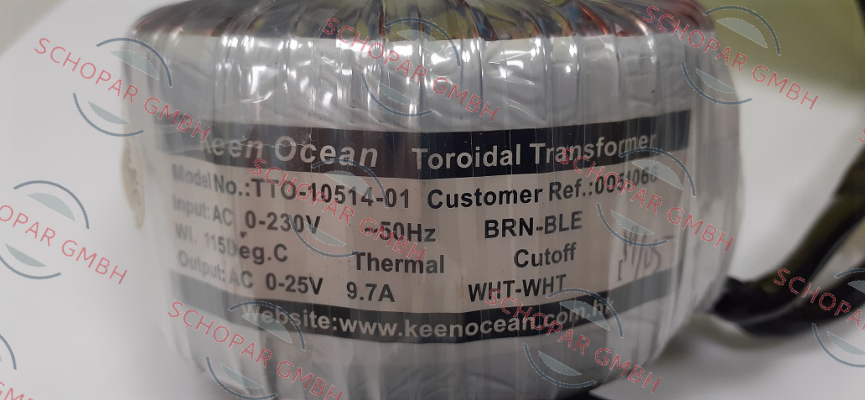 Keen Ocean Toroidal Transformer
Model No.:TTO-10514-01 Customer Ref.:
Input: AC 0-230V ~50Hz BRN-BLE
WI. 115Deg.C Thermal Cutoff
Output: AC 0-25V 9.7A WHT-WHT
website:www.keenocean.com.hk
SCHOPAR GMBH
SCHOPAR GMBH
SCHOPAR GMBH
SCHOPAR GMBH
SCHOPAR GMBH
SCHOPAR GMBH
SCHOPAR GMBH
SCHOPAR GMBH
SCHOPAR GMBH